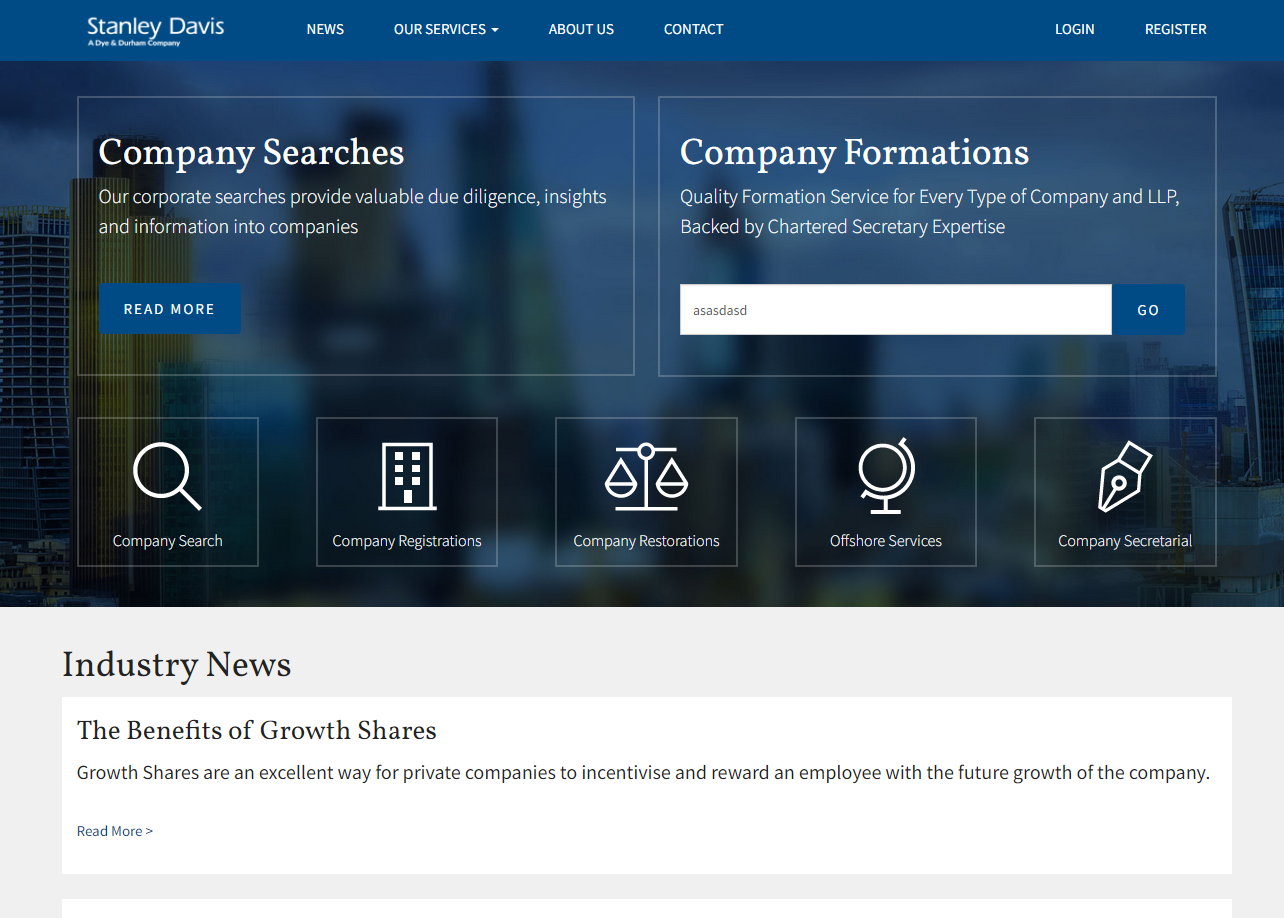 Stanley Davis
A Dye & Durham Company
NEWS
OUR SERVICES
ABOUT US
CONTACT
LOGIN
REGISTER
Company Searches
Our corporate searches provide valuable due diligence, insights
and information into companies
READ MORE
Company Formations
Quality Formation Service for Every Type of Company and LLP,
Backed by Chartered Secretary Expertise
asasdasd
GO
Company Search
Company Registrations
Company Restorations
Offshore Services
Company Secretarial
Industry News
The Benefits of Growth Shares
Growth Shares are an excellent way for private companies to incentivise and reward an employee with the future growth of the company.
Read More >